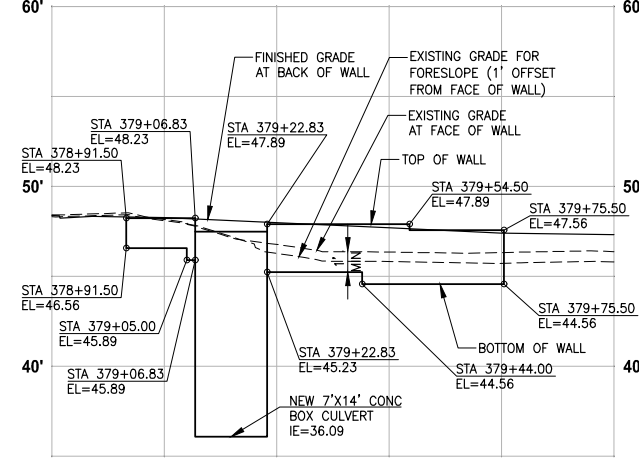 60'
60
FINISHED GRADE
AT BACK OF WALL
EXISTING GRADE FOR
FORESLOPE (1' OFFSET
FROM FACE OF WALL)
EXISTING GRADE
AT FACE OF WALL
TOP OF WALL
STA 379+06.83
EL=48.23
STA 379+22.83
EL=47.89
STA 378+91.50
EL=48.23
50'
50
STA 379+54.50
EL=47.89
STA 379+75.50
EL=47.56
1'
MIN
STA 378+91.50
EL=46.56
STA 379+05.00
EL=45.89
STA 379+06.83
EL=45.89
STA 379+22.83
EL=45.23
STA 379+75.50
EL=44.56
BOTTOM OF WALL
STA 379+44.00
EL=44.56
40'
40
NEW 7'X14' CONC
BOX CULVERT
IE=36.09